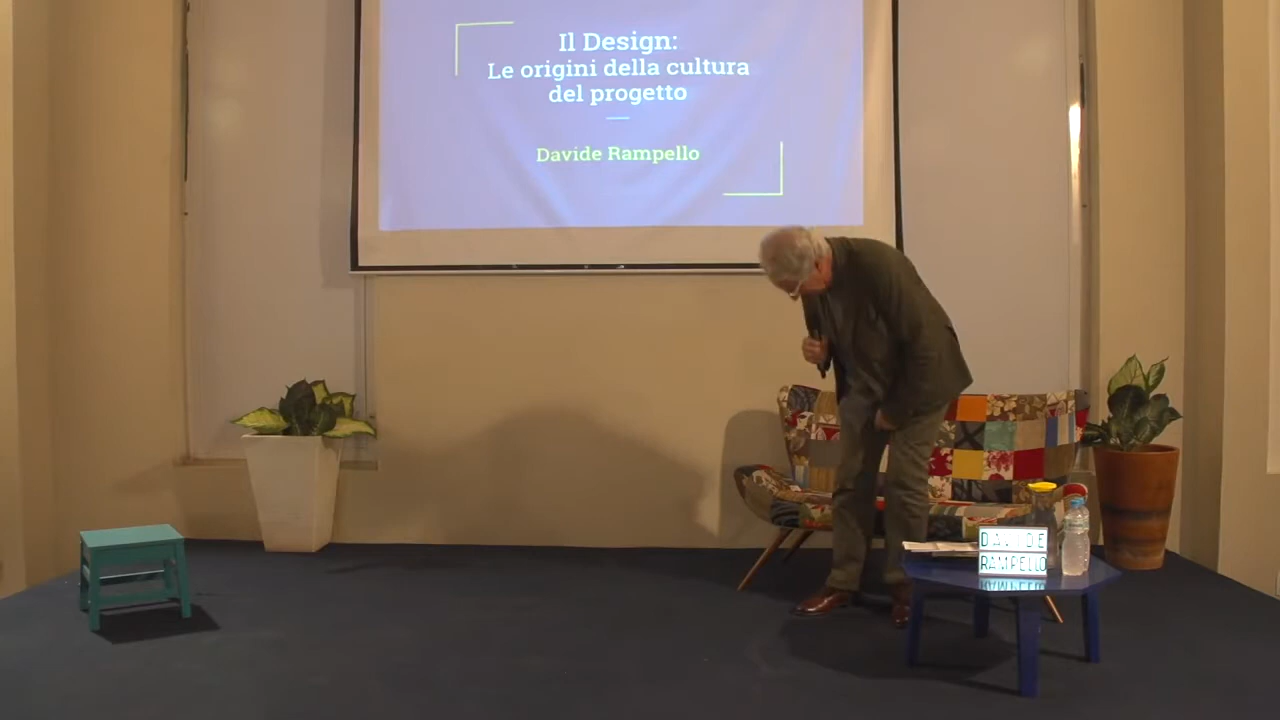 Il Design:
Le origini della cultura
del progetto
Davide Rampello
DAVIDE
RAMPELLO